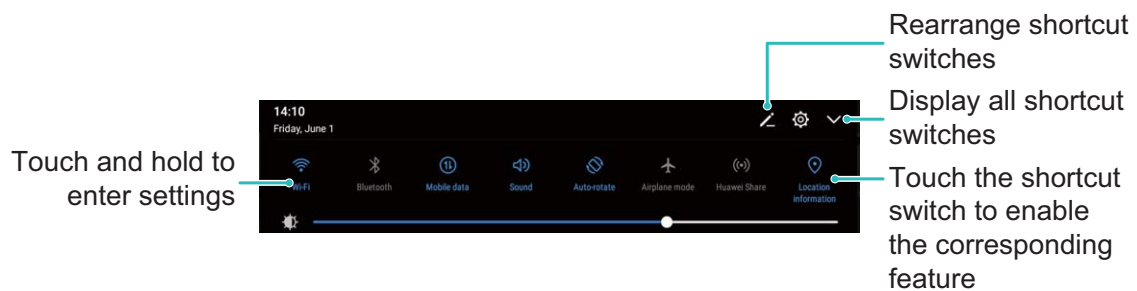 Rearrange shortcut
switches
14:10
Friday, June 1
Display all shortcut
switches
Touch and hold to
enter settings
Wi-Fi
Bluetooth
Mobile data
Sound
Auto-rotate
Airplane mode
Huawei Share
Location
information
Touch the shortcut
switch to enable
the corresponding
feature